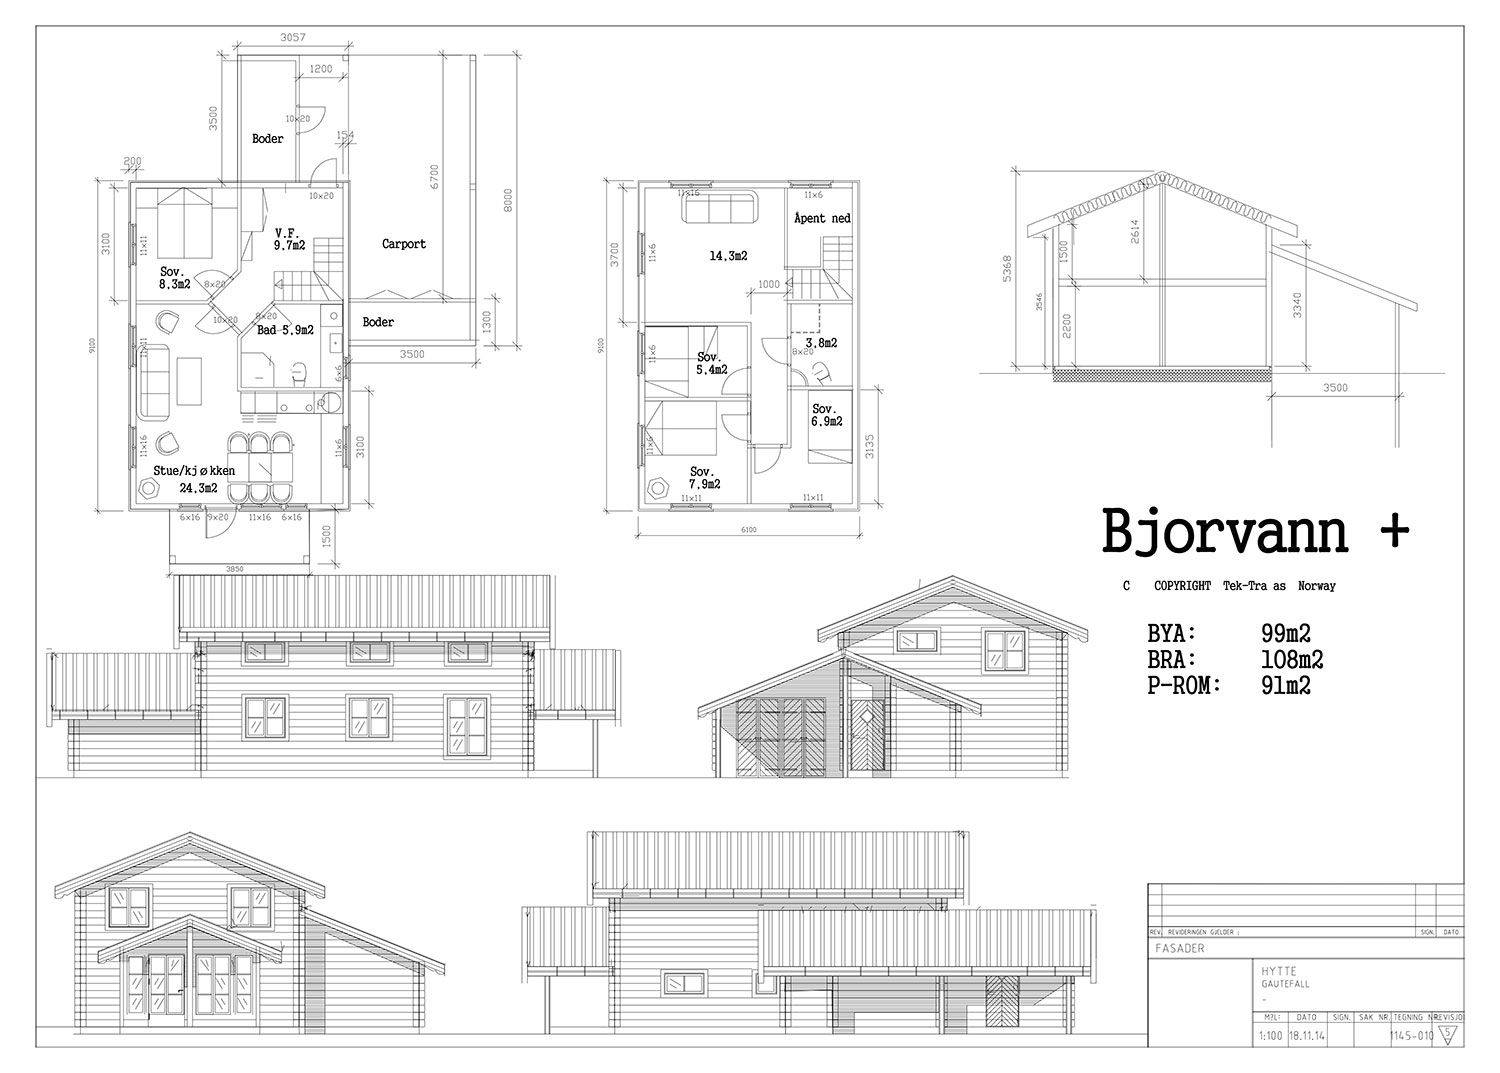 3057
1200
3500
10x20
154
Boder
200
10x20
6700
8000
3100
11x11
V.F.
9,7m2
Carport
Sov.
8,3m2
8x20
10x20
8x20
Bad 5,9m2
Boder
1300
3500
9100
11x11
6x6
11x16
11x6
3100
Stue/kjøkken
24,3m2
6x16
9x20
11x16
6x16
1500
3850
11x16
11x6
Åpent ned
3700
11x6
14,3m2
1000
9100
11x6
Sov.
5,4m2
3,8m2
8x20
Sov.
6,9m2
11x6
3135
Sov.
7,9m2
11x11
11x11
6100
5368
1500
2614
3546
2200
3340
3500
Bjorvann +
C COPYRIGHT Tek-Tra as Norway
BYA: 99m2
BRA: 108m2
P-ROM: 91m2
REV. REVIDERINGEN GJELDER : SIGN. DATO
FASADER
HYTTE
GAUTEFALL
-
M?L: DATO SIGN. SAK NR. TEGNING NR. REVISJO
1:100 18.11.14 1145-010 5